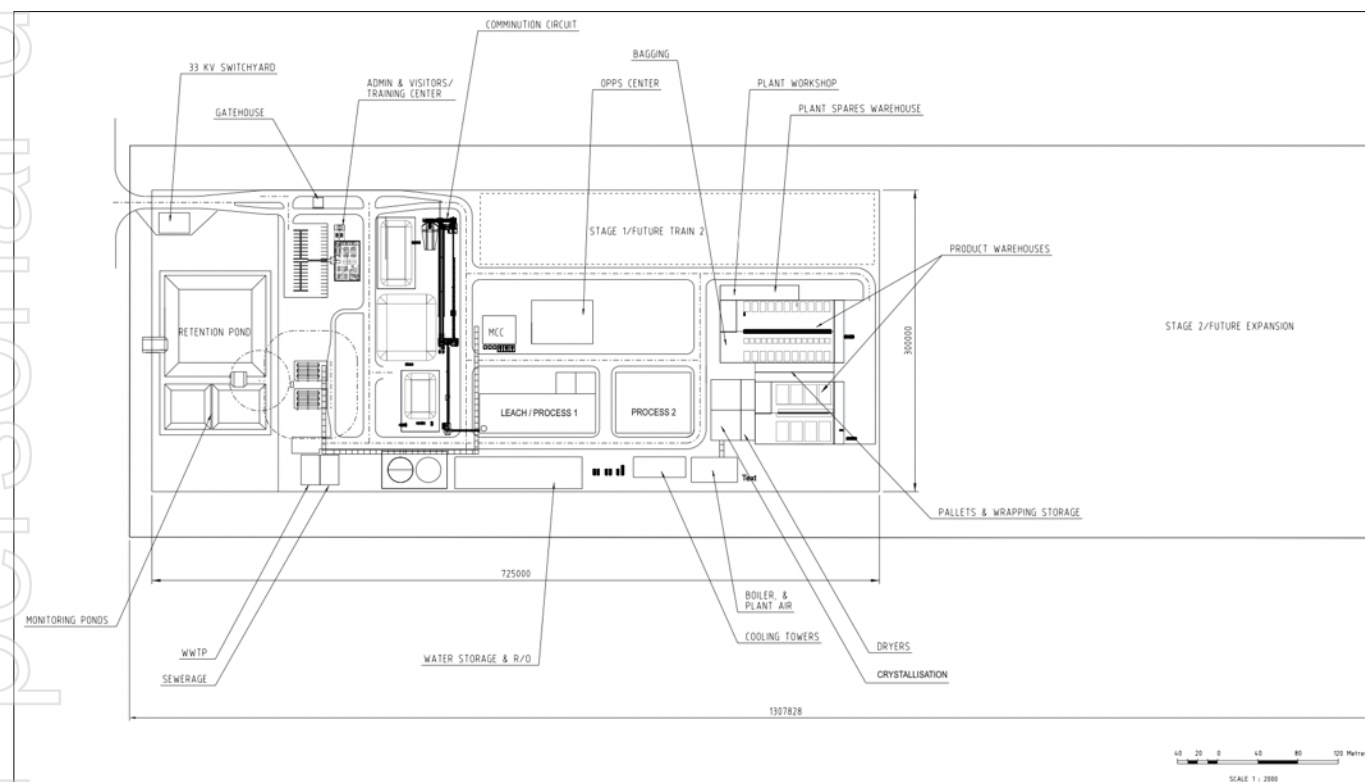 COMMINUTION CIRCUIT
BAGGING
33 KV SWITCHYARD
ADMIN & VISITORS/
TRAINING CENTER
OPPS CENTER
PLANT WORKSHOP
PLANT SPARES WAREHOUSE
GATEHOUSE
STAGE 1/FUTURE TRAIN 2
PRODUCT WAREHOUSES
RETENTION POND
MCC
STAGE 2/FUTURE EXPANSION
300000
LEACH / PROCESS 1
PROCESS 2
Text
PALLETS & WRAPPING STORAGE
725000
BOILER, &
PLANT AIR
MONITORING PONDS
COOLING TOWERS
WWTP
DRYERS
WATER STORAGE & R/O
SEWERAGE
CRYSTALLISATION
1307828
40 20 0 40 80 120 Metres
SCALE 1 : 2000